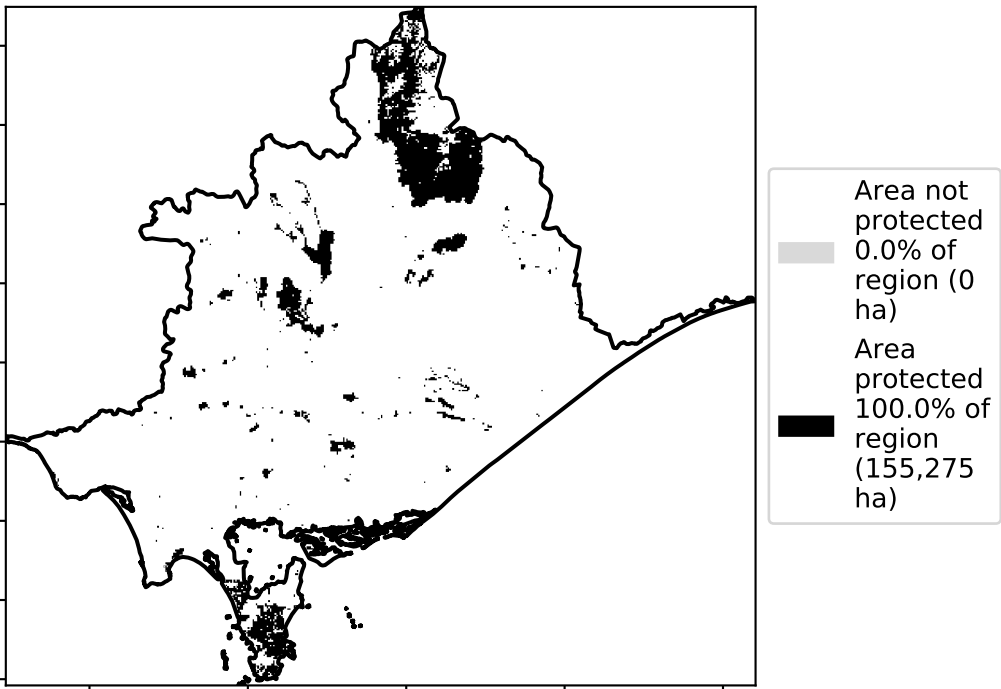 Area not
protected
0.0% of
region (0
ha)
Area
protected
100.0% of
region
(155,275
ha)